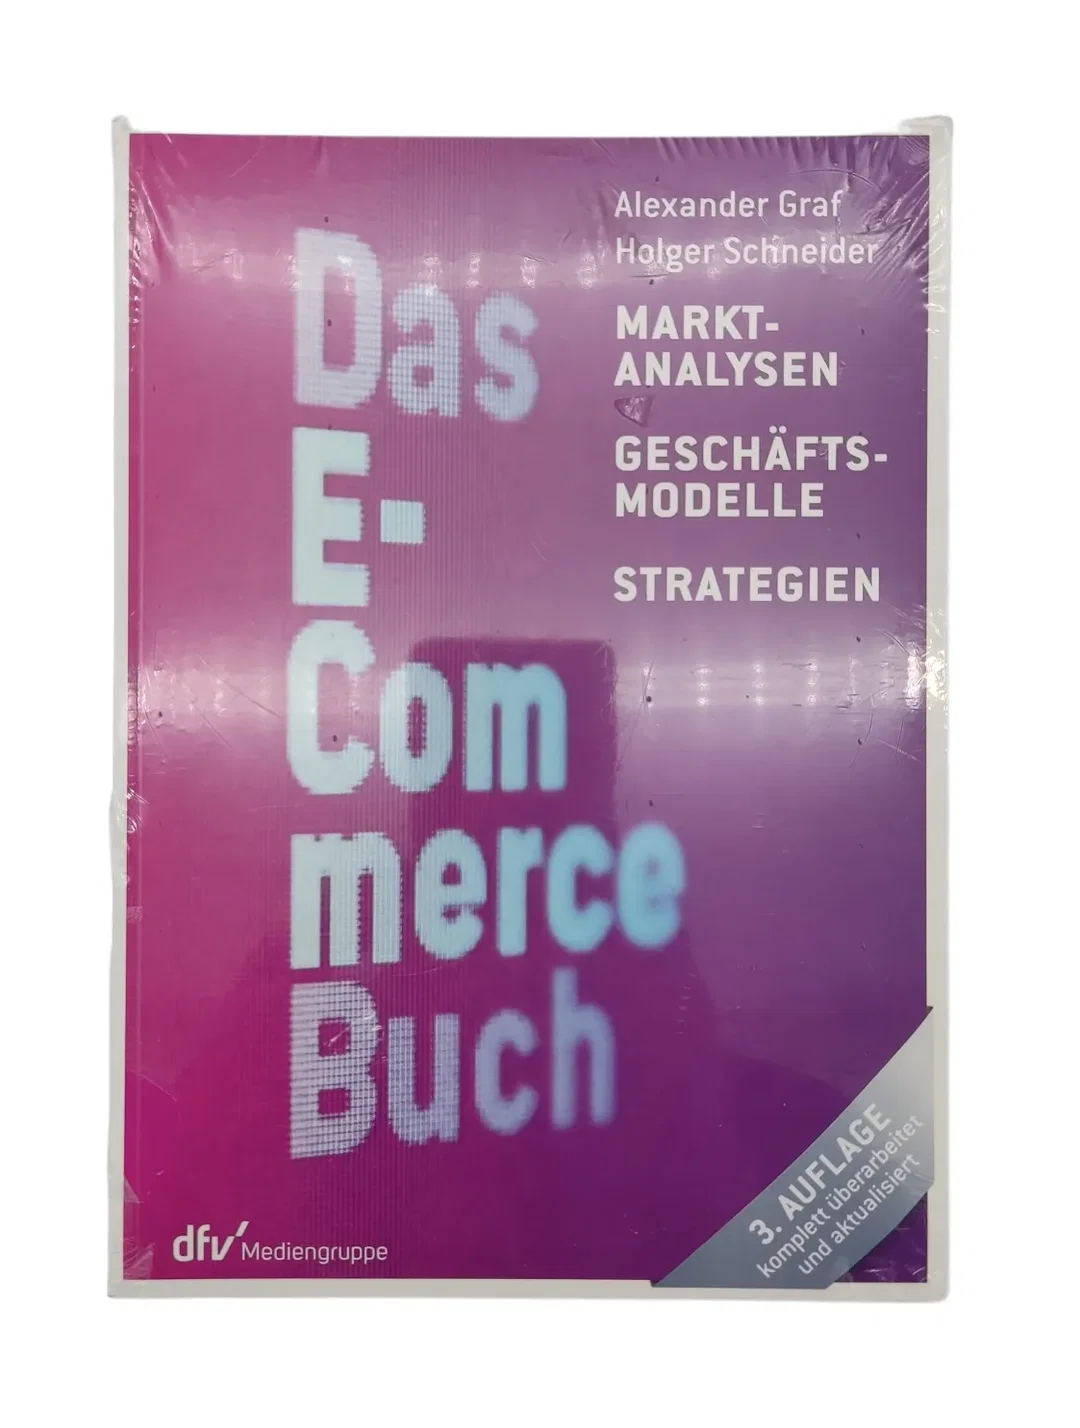 Alexander Graf
Holger Schneider
MARKT-
ANALYSEN
GESCHÄFTS-
MODELLE
STRATEGIEN
Das
E-
Com
merce
Buch
3. AUFLAGE
komplett überarbeitet
und aktualisiert
dfv Mediengruppe